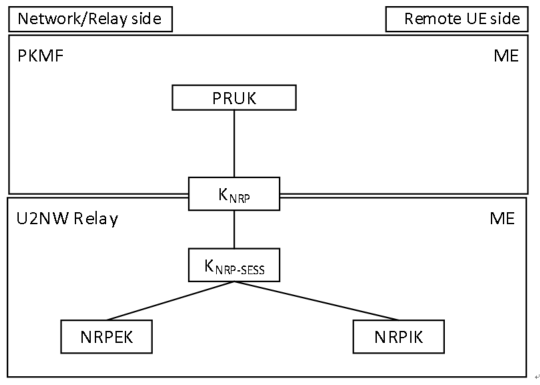 Network/Relay side
Remote UE side
PKMF
ME
PRUK
KNRP
U2NW Relay
ME
KNRP-SESS
NRPEK
NRPIK